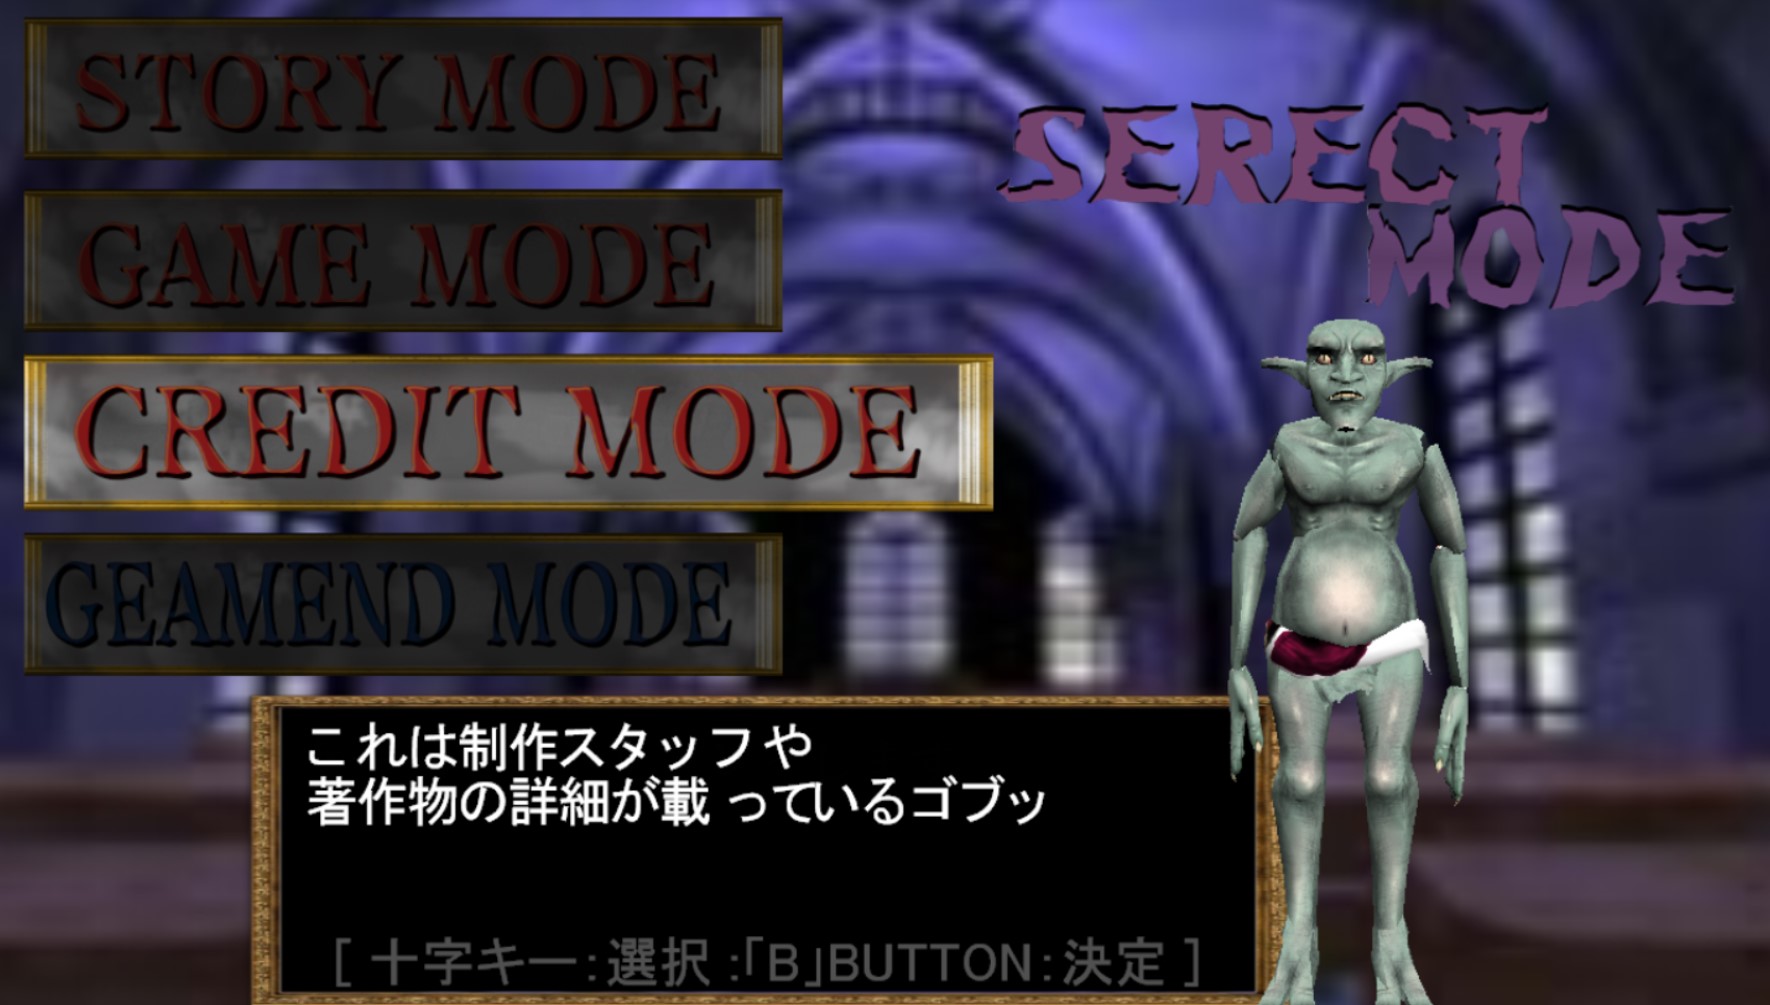 STORY MODE
GAME MODE
CREDIT MODE
GEAMEND MODE
SERECT
MODE
これは制作スタッフや
著作物の詳細が載っているゴブッ
[ 十字キー:選択 :「B」BUTTON:決定 ]